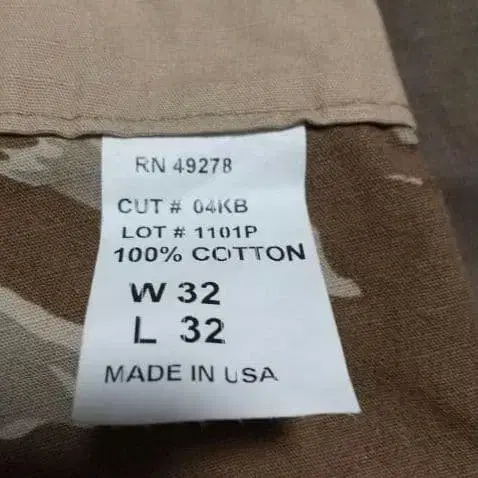 RN 49278
CUT # 04KB
LOT # 1101P
100% COTTON
W 32
L 32
MADE IN USA